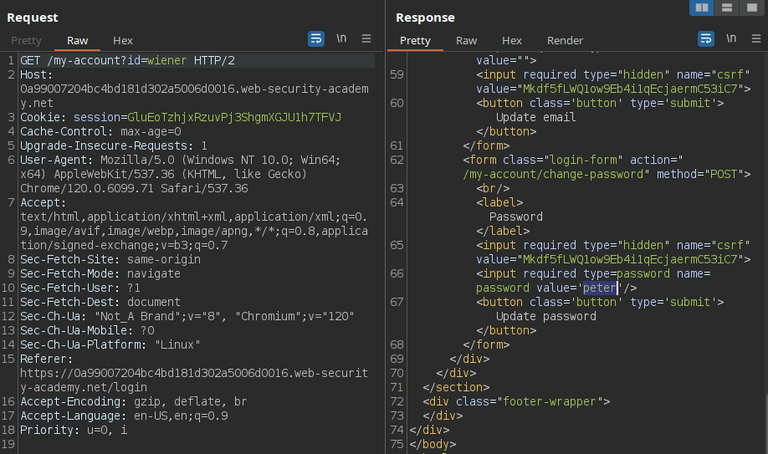 Request
Pretty Raw Hex
\n
1 GET /my-account?id=wiener HTTP/2
2 Host:
0a99007204bc4bd181d302a5006d0016.web-security-academ
y.net
3 Cookie: session=GluEoTzhjxRzuvPj3ShgmXGJU1h7TFVJ
4 Cache-Control: max-age=0
5 Upgrade-Insecure-Requests: 1
6 User-Agent: Mozilla/5.0 (Windows NT 10.0; Win64;
x64) AppleWebKit/537.36 (KHTML, like Gecko)
Chrome/120.0.6099.71 Safari/537.36
7 Accept:
text/html,application/xhtml+xml,application/xml;q=0.
9,image/avif,image/webp,image/apng,*/*;q=0.8,applica
tion/signed-exchange;v=b3;q=0.7
8 Sec-Fetch-Site: same-origin
9 Sec-Fetch-Mode: navigate
10 Sec-Fetch-User: ?1
11 Sec-Fetch-Dest: document
12 Sec-Ch-Ua: "Not_A Brand";v="8", "Chromium";v="120"
13 Sec-Ch-Ua-Mobile: ?0
14 Sec-Ch-Ua-Platform: "Linux"
15 Referer:
https://0a99007204bc4bd181d302a5006d0016.web-securit
y-academy.net/login
16 Accept-Encoding: gzip, deflate, br
17 Accept-Language: en-US,en;q=0.9
18 Priority: u=0, i
19
Response
Pretty Raw Hex Render
\n
value="">
59 <input required type="hidden" name="csrf"
value="Mkdf5fLWQ1ow9Eb4i1qEcjaermC53iC7">
60 <button class='button' type='submit'>
Update email
</button>
61 </form>
62 <form class="login-form" action="
/my-account/change-password" method="POST">
63 <br/>
64 <label>
Password
</label>
65 <input required type="hidden" name="csrf"
value="Mkdf5fLWQ1ow9Eb4i1qEcjaermC53iC7">
66 <input required type=password name=
password value='peter'/>
67 <button class='button' type='submit'>
Update password
</button>
68 </form>
69 </div>
70 </div>
71 </section>
72 <div class="footer-wrapper">
73 </div>
74 </div>
75 </body>